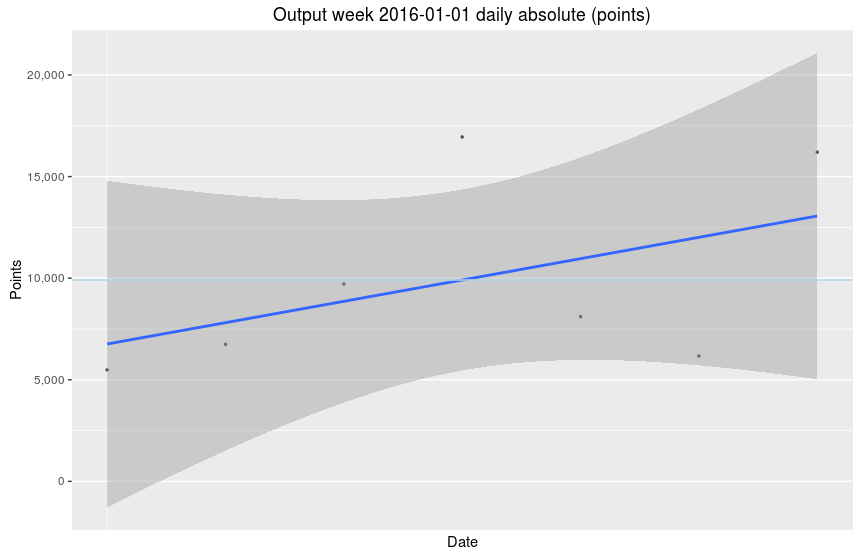 Output week 2016-01-01 daily absolute (points)
20,000
15,000
10,000
5,000
0
Points
Date